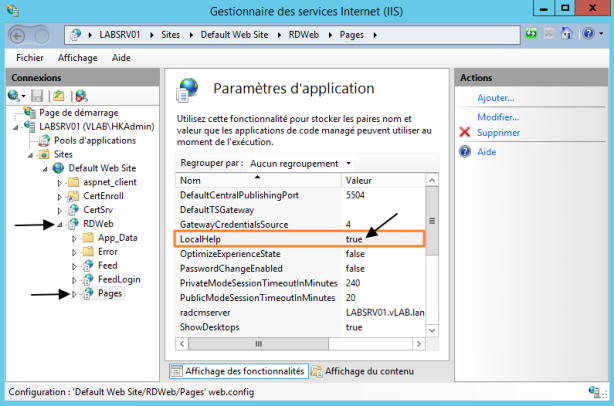 Gestionnaire des services Internet (IIS)
LABSRV01 Sites Default Web Site RDWeb Pages
Fichier Affichage Aide
Connexions
Page de démarrage
LABSRV01 (VLAB\HKAdmin)
Pools d'applications
Sites
Default Web Site
aspnet_client
CertEnroll
CertSrv
RDWeb
App_Data
Error
Feed
FeedLogin
Pages
Paramètres d'application
Utilisez cette fonctionnalité pour stocker les paires nom et
valeur que les applications de code managé peuvent utiliser au
moment de l'exécution.
Regrouper par : Aucun regroupement
Nom Valeur
DefaultCentralPublishingPort 5504
DefaultTSGateway
GatewayCredentialsSource 4
LocalHelp true
OptimizeExperienceState false
PasswordChangeEnabled false
PrivateModeSessionTimeoutInMinutes 240
PublicModeSessionTimeoutInMinutes 20
radcmserver LABSRV01.vLAB.lan
ShowDesktops true
Affichage des fonctionnalités Affichage du contenu
Actions
Ajouter...
Modifier...
Supprimer
Aide
Configuration : 'Default Web Site/RDWeb/Pages' web.config